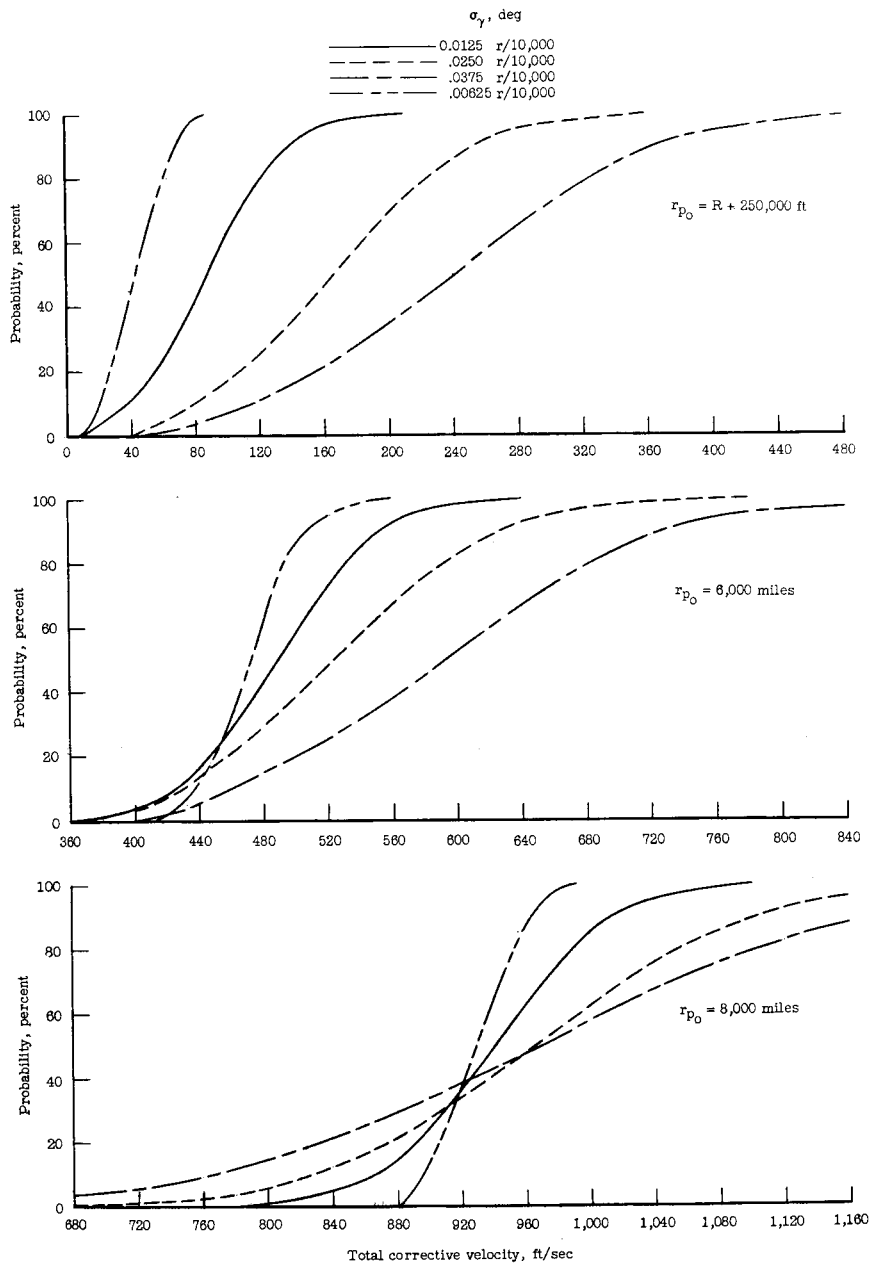 σγ, deg
0.0125 r/10,000
.0250 r/10,000
.0375 r/10,000
.00625 r/10,000
100
80
60
40
20
0
Probability, percent
rp0 = R + 250,000 ft
0 40 80 120 160 200 240 280 320 360 400 440 480
100
80
60
40
20
0
Probability, percent
rp0 = 6,000 miles
360 400 440 480 520 560 600 640 680 720 760 800 840
100
80
60
40
20
0
Probability, percent
rp0 = 8,000 miles
680 720 760 800 840 880 920 960 1,000 1,040 1,080 1,120 1,160
Total corrective velocity, ft/sec